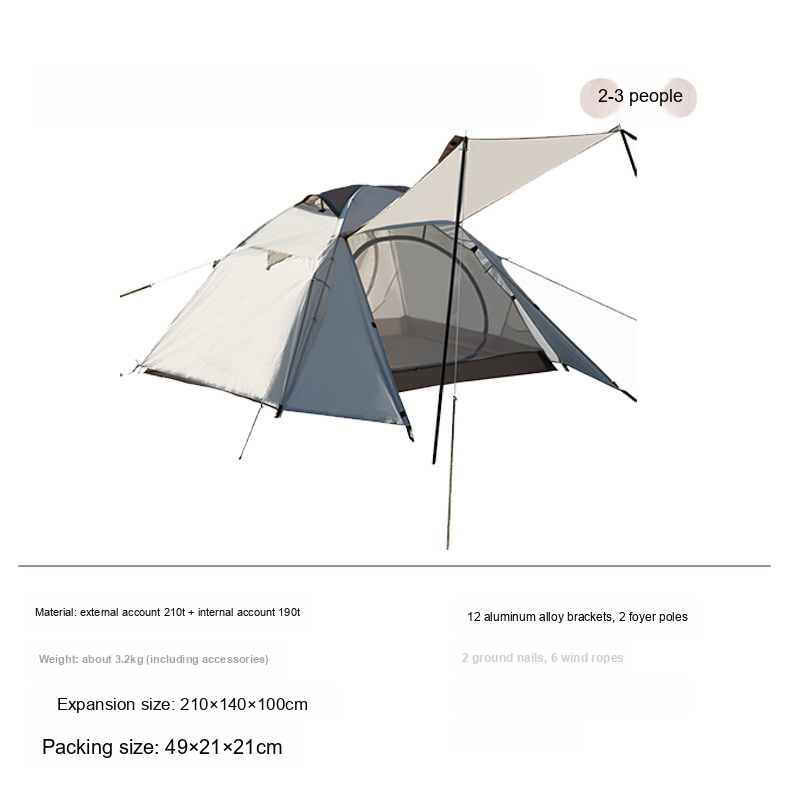 2-3 people
Material: external account 210t + internal account 190t
12 aluminum alloy brackets, 2 foyer poles
Weight: about 3.2kg (including accessories)
2 ground nails, 6 wind ropes
Expansion size: 210×140×100cm
Packing size: 49×21×21cm